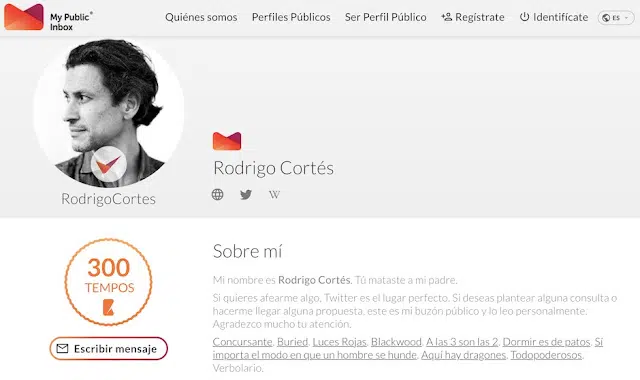 My Public®
Inbox
Quiénes somos
Perfiles Públicos
Ser Perfil Público
Regístrate
Identifícate
ES
RodrigoCortes
Rodrigo Cortés
W
300
TEMPOS
Escribir mensaje
Sobre mí
Mi nombre es Rodrigo Cortés. Tú mataste a mi padre.
Si quieres afearme algo, Twitter es el lugar perfecto. Si deseas plantear alguna consulta o
hacerme llegar alguna propuesta, este es mi buzón público y lo leo personalmente.
Agradezco mucho tu atención.
Concursante. Buried. Luces Rojas. Blackwood. A las 3 son las 2. Dormir es de patos. Sí
importa el modo en que un hombre se hunde. Aquí hay dragones. Todopoderosos.
Verbolario.